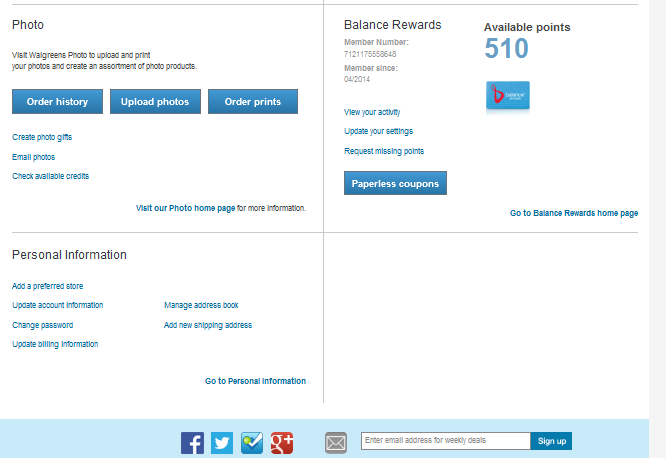 Photo
Visit Walgreens Photo to upload and print
your photos and create an assortment of photo products.
Order history
Upload photos
Order prints
Create photo gifts
Email photos
Check available credits
Visit our Photo home page for more information.
Balance Rewards
Member Number:
7121175558648
Member since:
04/2014
Available points
510
balance
View your activity
Update your settings
Request missing points
Paperless coupons
Go to Balance Rewards home page
Personal Information
Add a preferred store
Update account information
Manage address book
Change password
Add new shipping address
Update billing information
Go to Personal Information
f
g+
Enter email address for weekly deals
Sign up